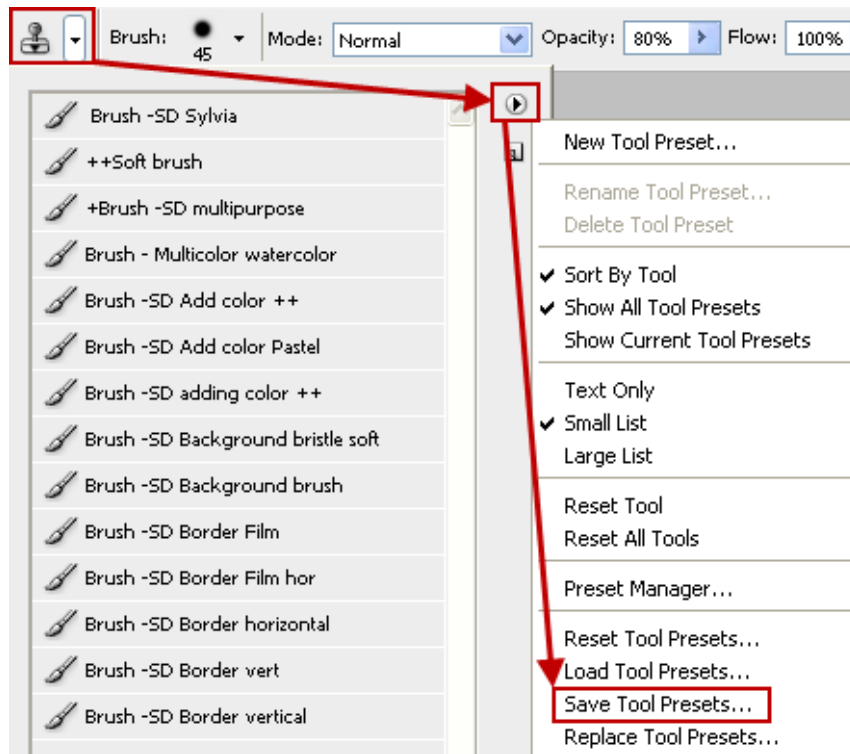 Brush: 45 Mode: Normal Opacity: 80% Flow: 100%
Brush -SD Sylvia
++Soft brush
+Brush -SD multipurpose
Brush - Multicolor watercolor
Brush -SD Add color ++
Brush -SD Add color Pastel
Brush -SD adding color ++
Brush -SD Background bristle soft
Brush -SD Background brush
Brush -SD Border Film
Brush -SD Border Film hor
Brush -SD Border horizontal
Brush -SD Border vert
Brush -SD Border vertical
New Tool Preset...
Rename Tool Preset...
Delete Tool Preset
Sort By Tool
Show All Tool Presets
Show Current Tool Presets
Text Only
Small List
Large List
Reset Tool
Reset All Tools
Preset Manager...
Reset Tool Presets...
Load Tool Presets...
Save Tool Presets...
Replace Tool Presets...